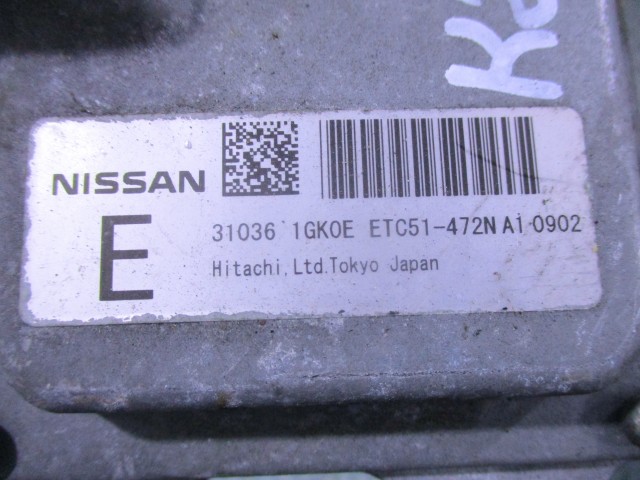 NISSAN
E
31036 1GK0E ETC51-472N A1 0902
Hitachi,Ltd.Tokyo Japan